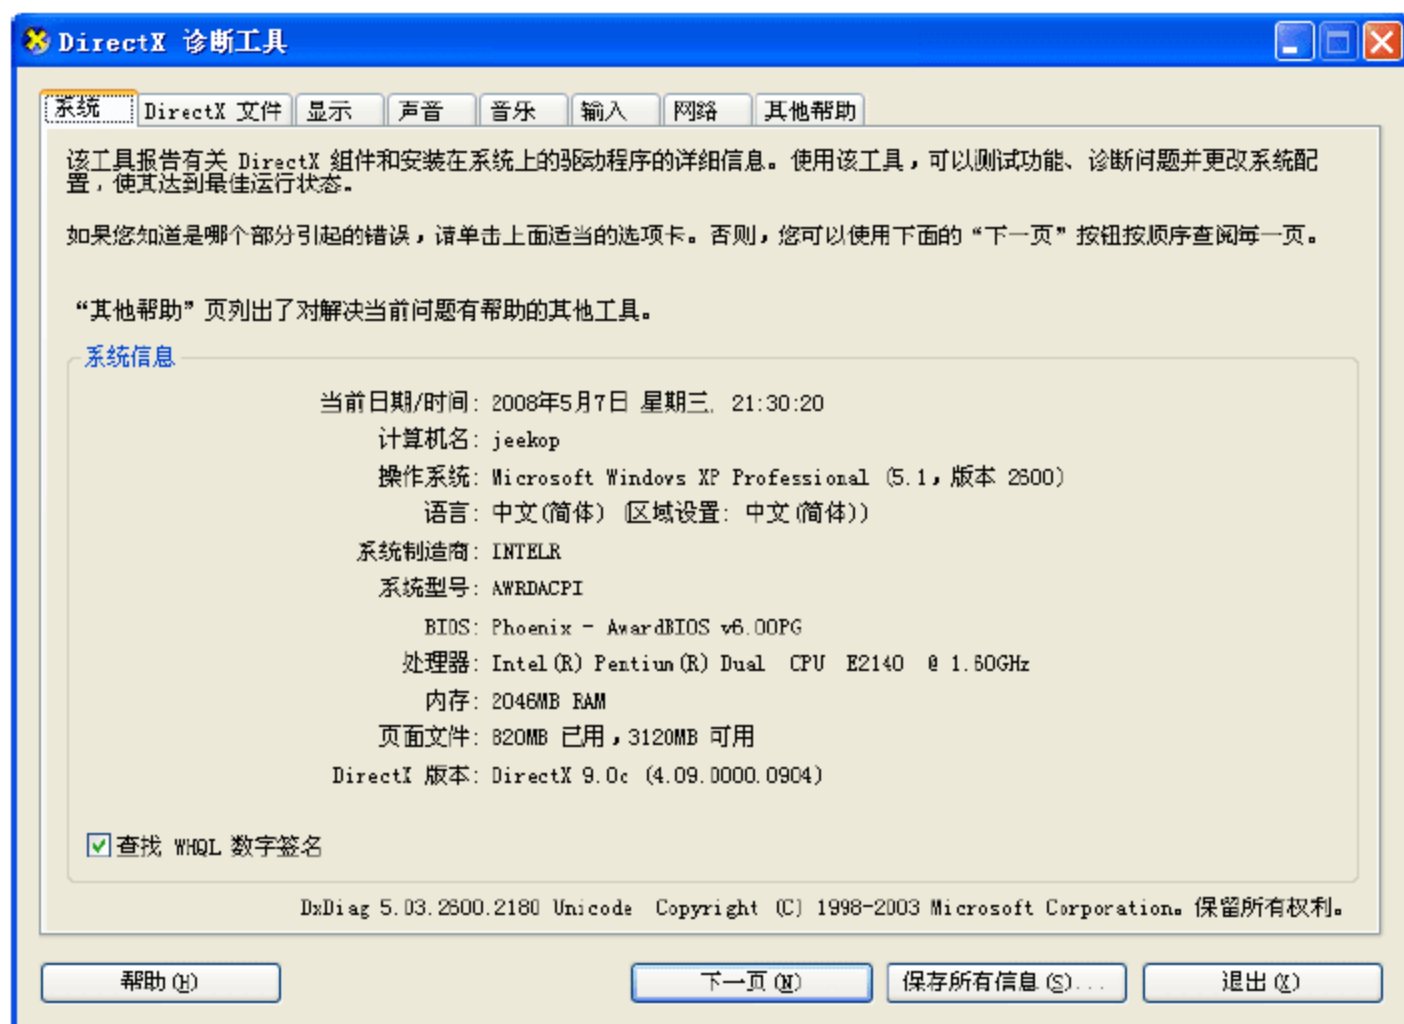 DirectX 诊断工具
系统 DirectX 文件 显示 声音 音乐 输入 网络 其他帮助
该工具报告有关 DirectX 组件和安装在系统上的驱动程序的详细信息。使用该工具，可以测试功能、诊断问题并更改系统配
置，使其达到最佳运行状态。
如果您知道是哪个部分引起的错误，请单击上面适当的选项卡。否则，您可以使用下面的“下一页”按钮按顺序查阅每一页。
“其他帮助”页列出了对解决当前问题有帮助的其他工具。
系统信息
当前日期/时间: 2008年5月7日 星期三, 21:30:20
计算机名: jeekop
操作系统: Microsoft Windows XP Professional (5.1, 版本 2600)
语言: 中文(简体) (区域设置: 中文(简体))
系统制造商: INTELR
系统型号: AWRDACPI
BIOS: Phoenix - AwardBIOS v6.00PG
处理器: Intel(R) Pentium(R) Dual CPU E2140 @ 1.60GHz
内存: 2046MB RAM
页面文件: 820MB 已用, 3120MB 可用
DirectX 版本: DirectX 9.0c (4.09.0000.0904)
查找 WHQL 数字签名
DxDiag 5.03.2600.2180 Unicode Copyright (C) 1998-2003 Microsoft Corporation。保留所有权利。
帮助(H) 下一页(N) 保存所有信息(S)... 退出(X)